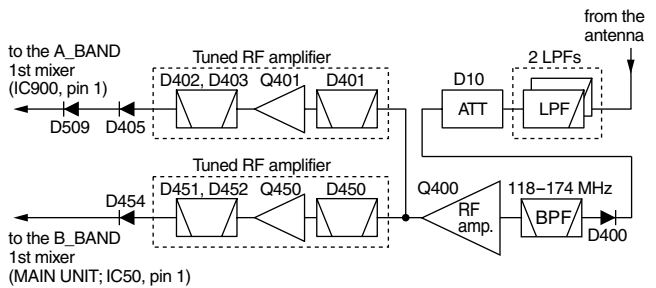 from the
antenna
to the A_BAND
1st mixer
(IC900, pin 1)
Tuned RF amplifier
D402, D403
Q401
D401
D509
D405
D10
ATT
2 LPFs
LPF
Tuned RF amplifier
D451, D452
Q450
D450
D454
Q400
RF
amp.
118–174 MHz
BPF
D400
to the B_BAND
1st mixer
(MAIN UNIT; IC50, pin 1)